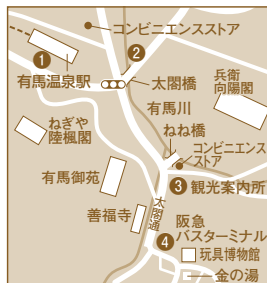 コンビニエンスストア
1
2
有馬温泉駅
太閤橋
兵衛
向陽閣
有馬川
ねぎや
陸楓閣
ねね橋
コンビニエンス
ストア
有馬御苑
3 観光案内所
善福寺
太閤通
4
阪急
バスターミナル
玩具博物館
金の湯